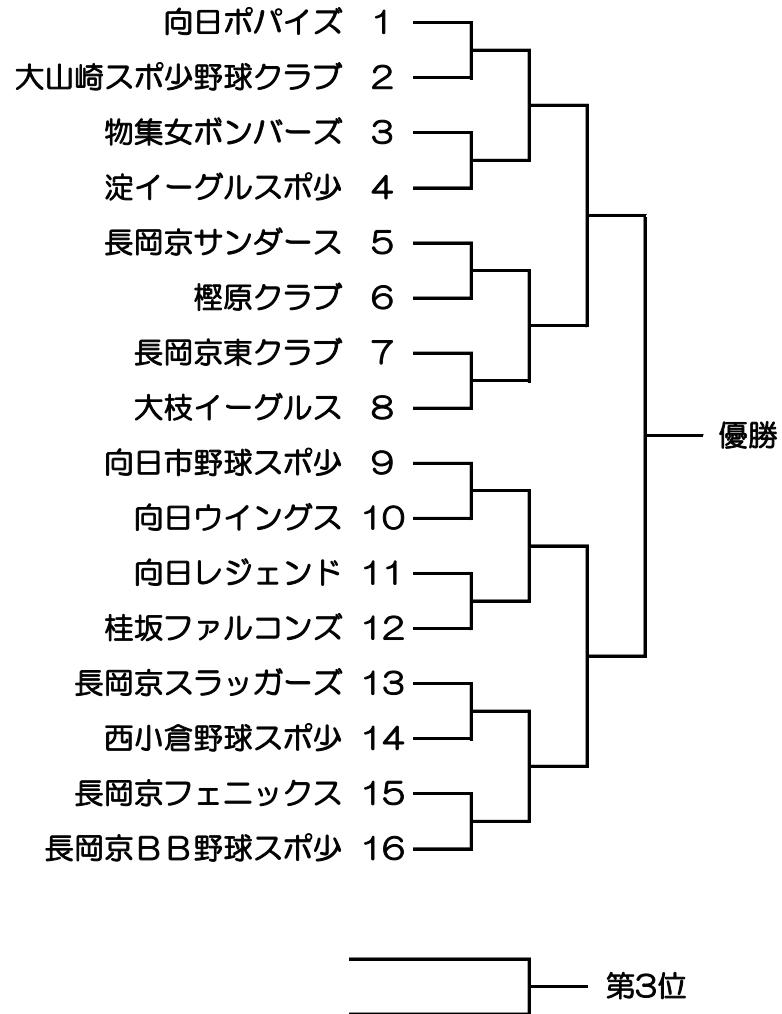 向日ポパイズ 1
大山崎スポ少野球クラブ 2
物集女ボンバーズ 3
淀イーグルスポ少 4
長岡京サンダース 5
樫原クラブ 6
長岡京東クラブ 7
大枝イーグルス 8
優勝
向日市野球スポ少 9
向日ウイングス 10
向日レジェンド 11
桂坂ファルコンズ 12
長岡京スラッガーズ 13
西小倉野球スポ少 14
長岡京フェニックス 15
長岡京ＢＢ野球スポ少 16
第3位